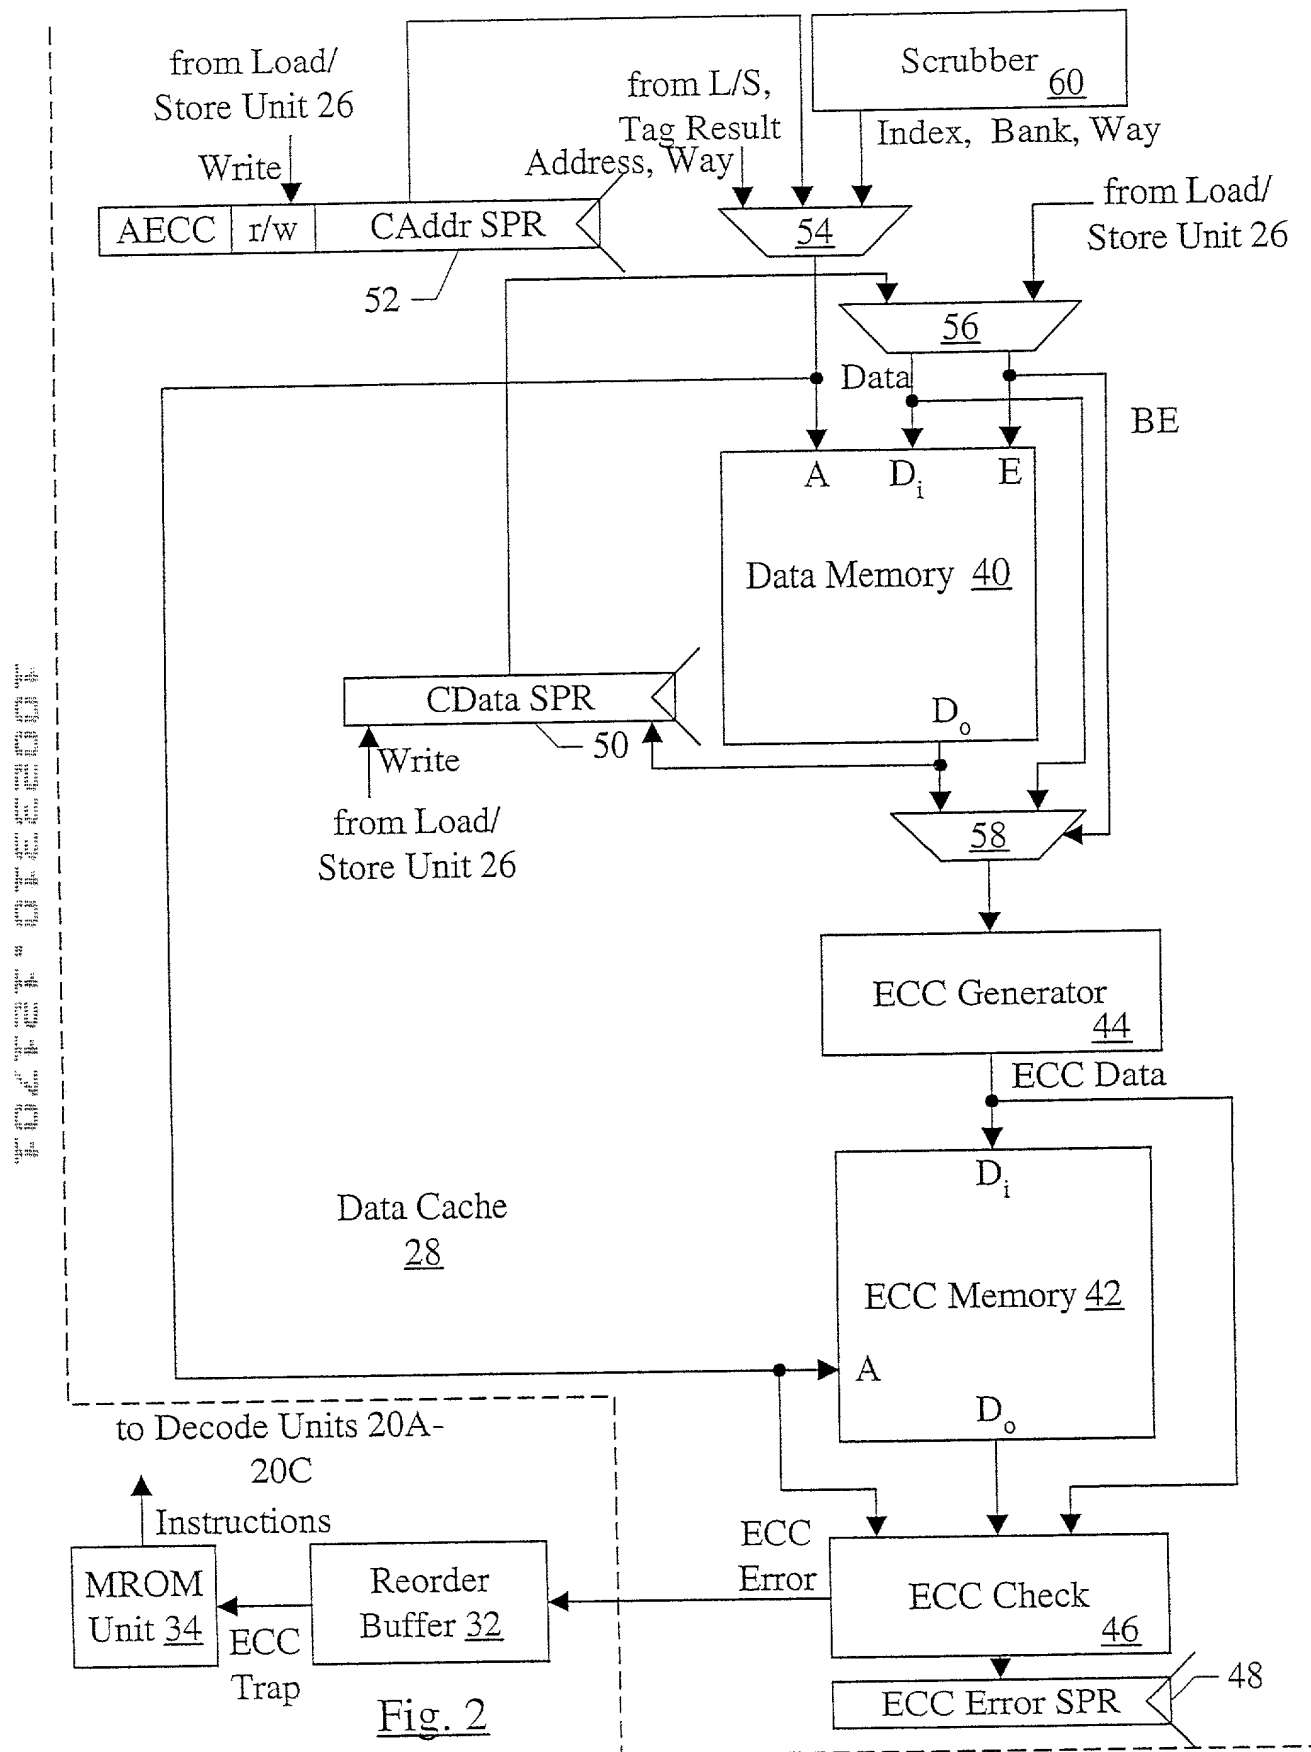 from Load/
Store Unit 26
Write
AECC
r/w
CAddr SPR
52
from L/S,
Tag Result
Address, Way
Scrubber
60
Index, Bank, Way
54
from Load/
Store Unit 26
56
Data
BE
A
Di
E
Data Memory 40
Do
CData SPR
50
Write
from Load/
Store Unit 26
58
ECC Generator
44
ECC Data
Di
ECC Memory 42
A
Do
Data Cache
28
to Decode Units 20A-
20C
Instructions
MROM
Unit 34
ECC
Trap
Reorder
Buffer 32
ECC
Error
ECC Check
46
ECC Error SPR
48
Fig. 2